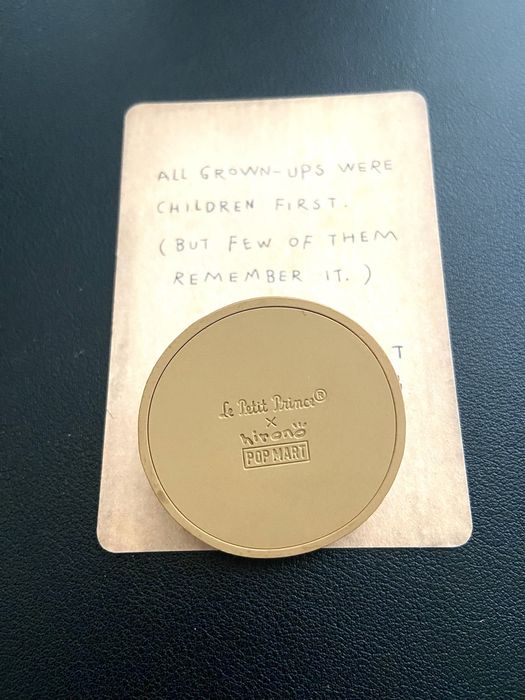 ALL GROWN-UPS WERE
CHILDREN FIRST.
(BUT FEW OF THEM
REMEMBER IT.)
T
Le Petit Prince®
×
hirono
POP MART